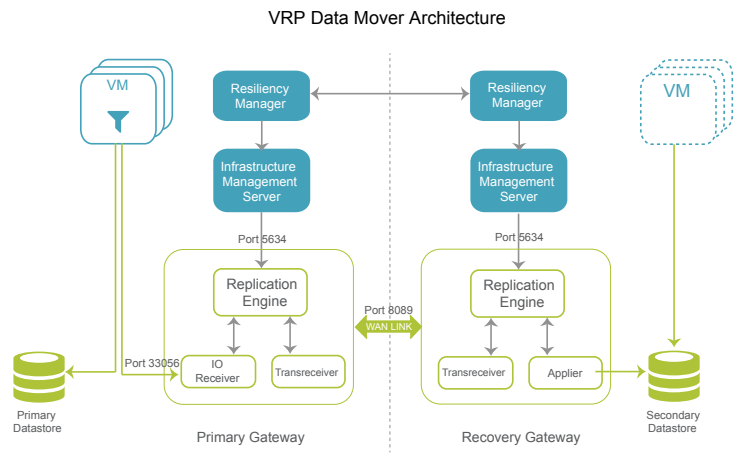 VRP Data Mover Architecture
VM
Resiliency
Manager
Resiliency
Manager
VM
Infrastructure
Management
Server
Infrastructure
Management
Server
Port 5634
Port 5634
Replication
Engine
Port 8089
WAN LINK
Replication
Engine
Port 33056
IO
Receiver
Transreceiver
Transreceiver
Applier
Primary
Datastore
Secondary
Datastore
Primary Gateway
Recovery Gateway